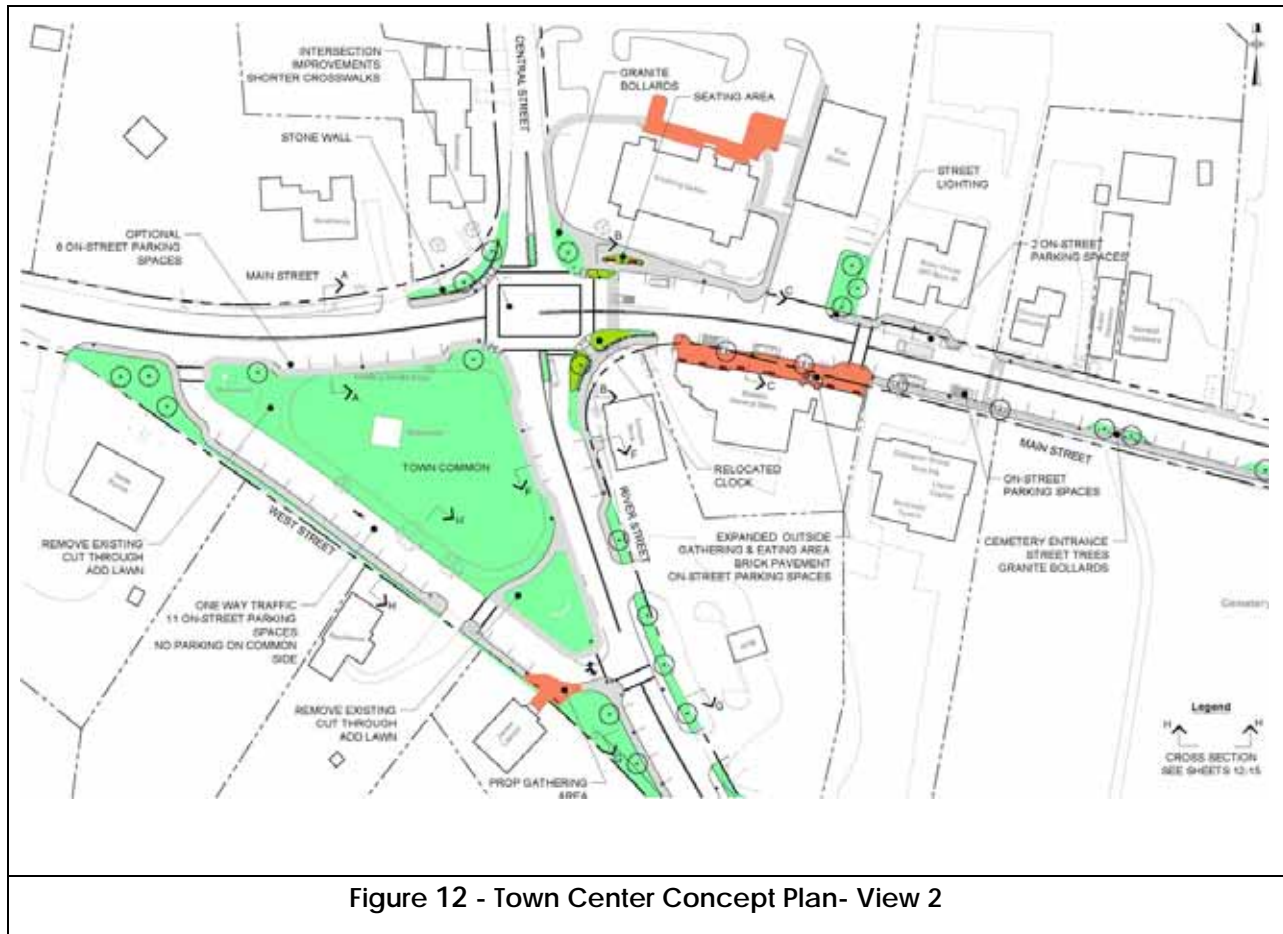 CENTRAL STREET
INTERSECTION
IMPROVEMENTS
SHORTER CROSSWALKS
GRANITE
BOLLARDS
SEATING AREA
STONE WALL
STREET
LIGHTING
OPTIONAL
6 ON-STREET PARKING
SPACES
MAIN STREET
A
B
C
2 ON-STREET
PARKING SPACES
A
B
C
F
TOWN COMMON
F
H
RELOCATED
CLOCK
MAIN STREET
ON-STREET
PARKING SPACES
WEST STREET
RIVER STREET
REMOVE EXISTING
CUT THROUGH
ADD LAWN
EXPANDED OUTSIDE
GATHERING & EATING AREA
BRICK PAVEMENT
ON-STREET PARKING SPACES
CEMETERY ENTRANCE
STREET TREES
GRANITE BOLLARDS
Cemetery
ONE WAY TRAFFIC
11 ON-STREET PARKING
SPACES
NO PARKING ON COMMON
SIDE
H
REMOVE EXISTING
CUT THROUGH
ADD LAWN
G
PROP GATHERING
AREA
Legend
H H
CROSS SECTION
SEE SHEETS 12-15
Figure 12 - Town Center Concept Plan- View 2